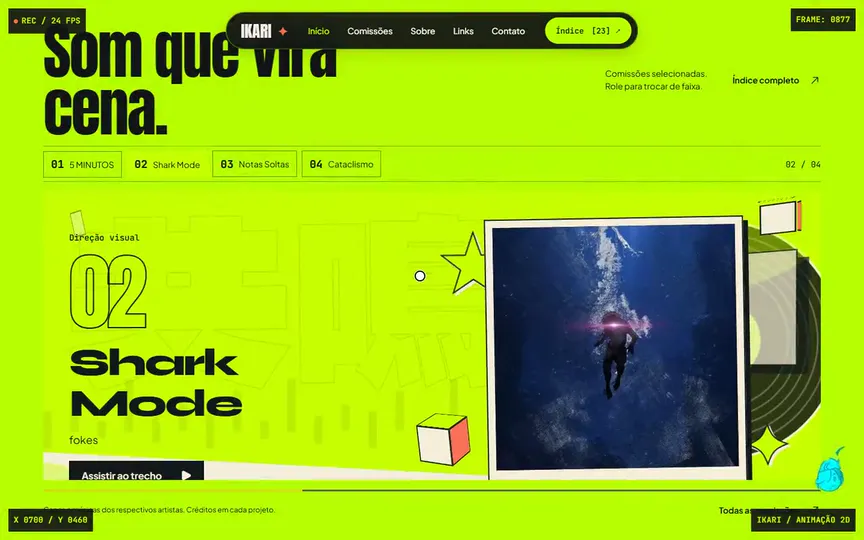 REC / 24 FPS
IKARI
Início
Comissões
Sobre
Links
Contato
Índice [23] ↗
FRAME: 0877
Som que vira
cena.
Comissões selecionadas.
Role para trocar de faixa.
Índice completo
01 5 MINUTOS
02 Shark Mode
03 Notas Soltas
04 Cataclismo
02 / 04
Direção visual
02
Shark
Mode
fokes
Assistir ao trecho
dos respectivos artistas. Créditos em cada projeto.
Todas as
X 0700 / Y 0460
IKARI / ANIMAÇÃO 2D